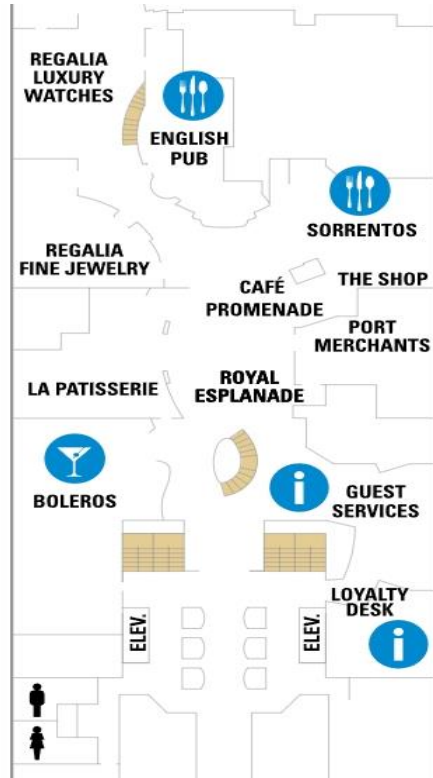 REGALIA
LUXURY
WATCHES
ENGLISH
PUB
SORRENTOS
REGALIA
FINE JEWELRY
THE SHOP
CAFÉ
PROMENADE
PORT
MERCHANTS
LA PATISSERIE
ROYAL
ESPLANADE
BOLEROS
i
GUEST
SERVICES
LOYALTY
DESK
ELEV.
ELEV.
i